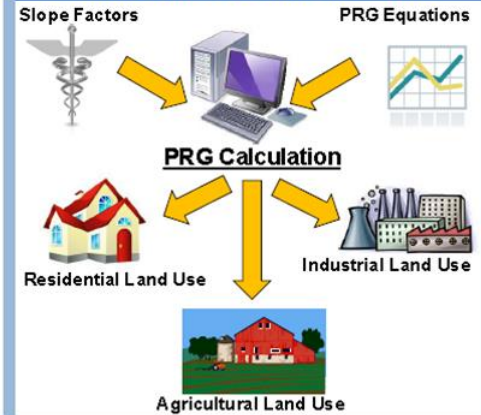 Slope Factors
PRG Equations
PRG Calculation
Residential Land Use
Industrial Land Use
Agricultural Land Use